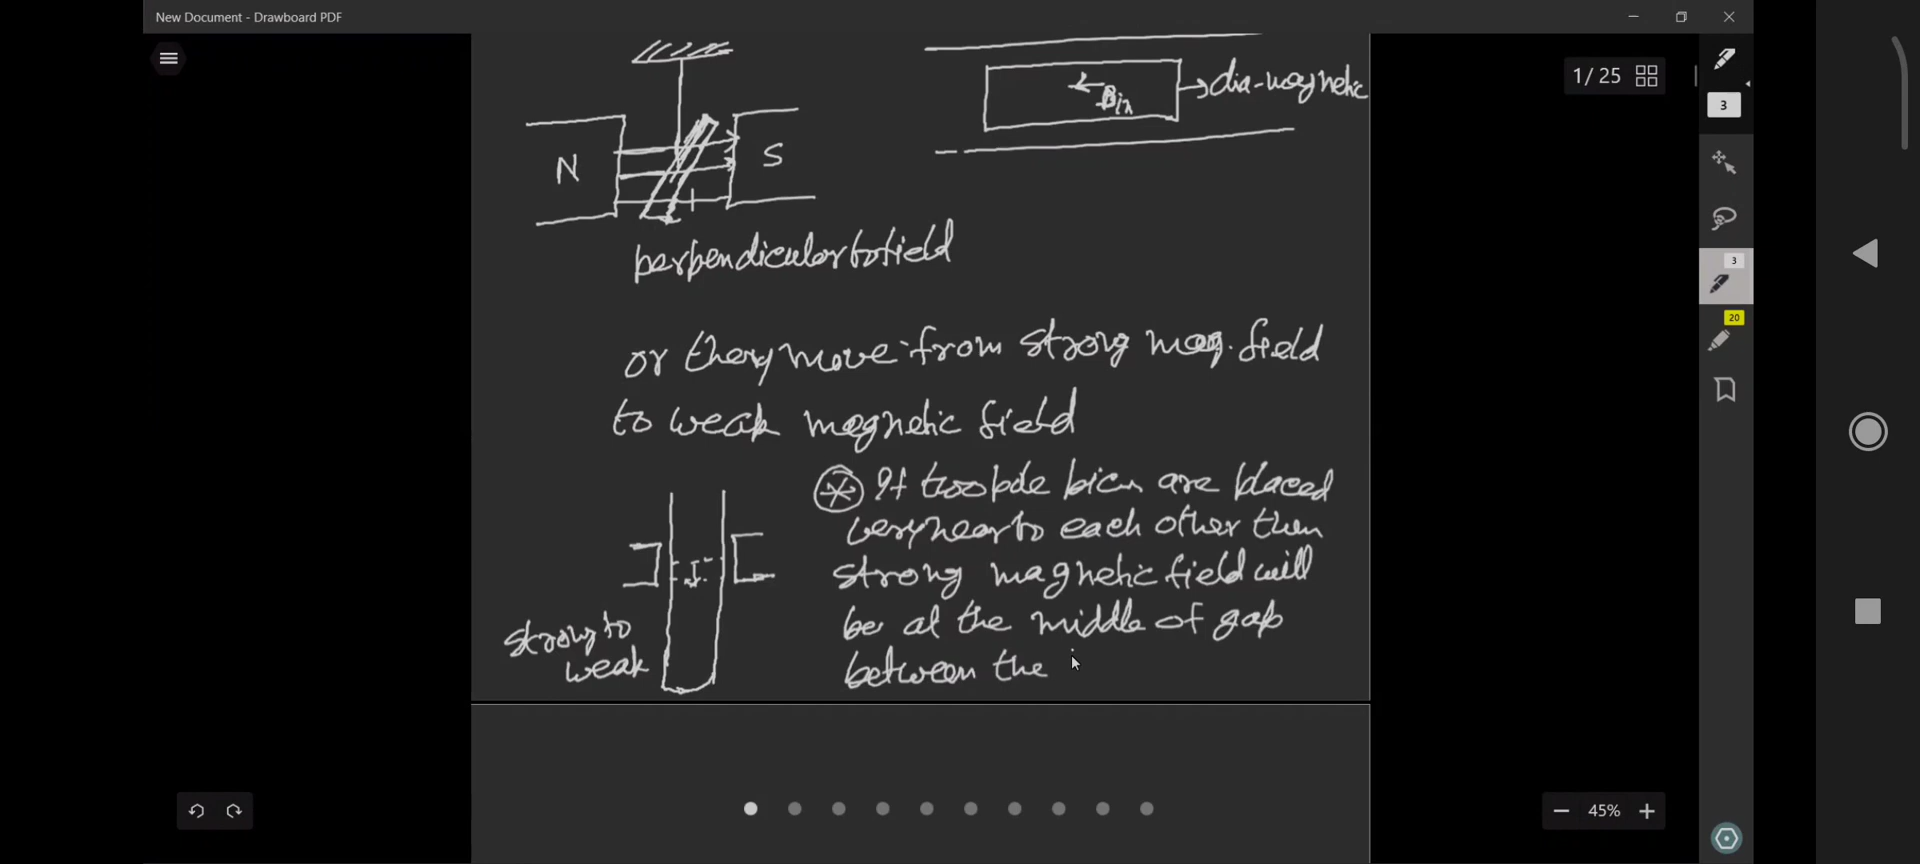 New Document - Drawboard PDF
1/ 25
3
dia-magnetic
Bin
N
S
perpendicular to field
3
20
or they move from strong mag. field
to weak magnetic field
If two pole are placed
very near to each other then
strong magnetic field will
be at the middle of gap
between the
strong to
weak
45%